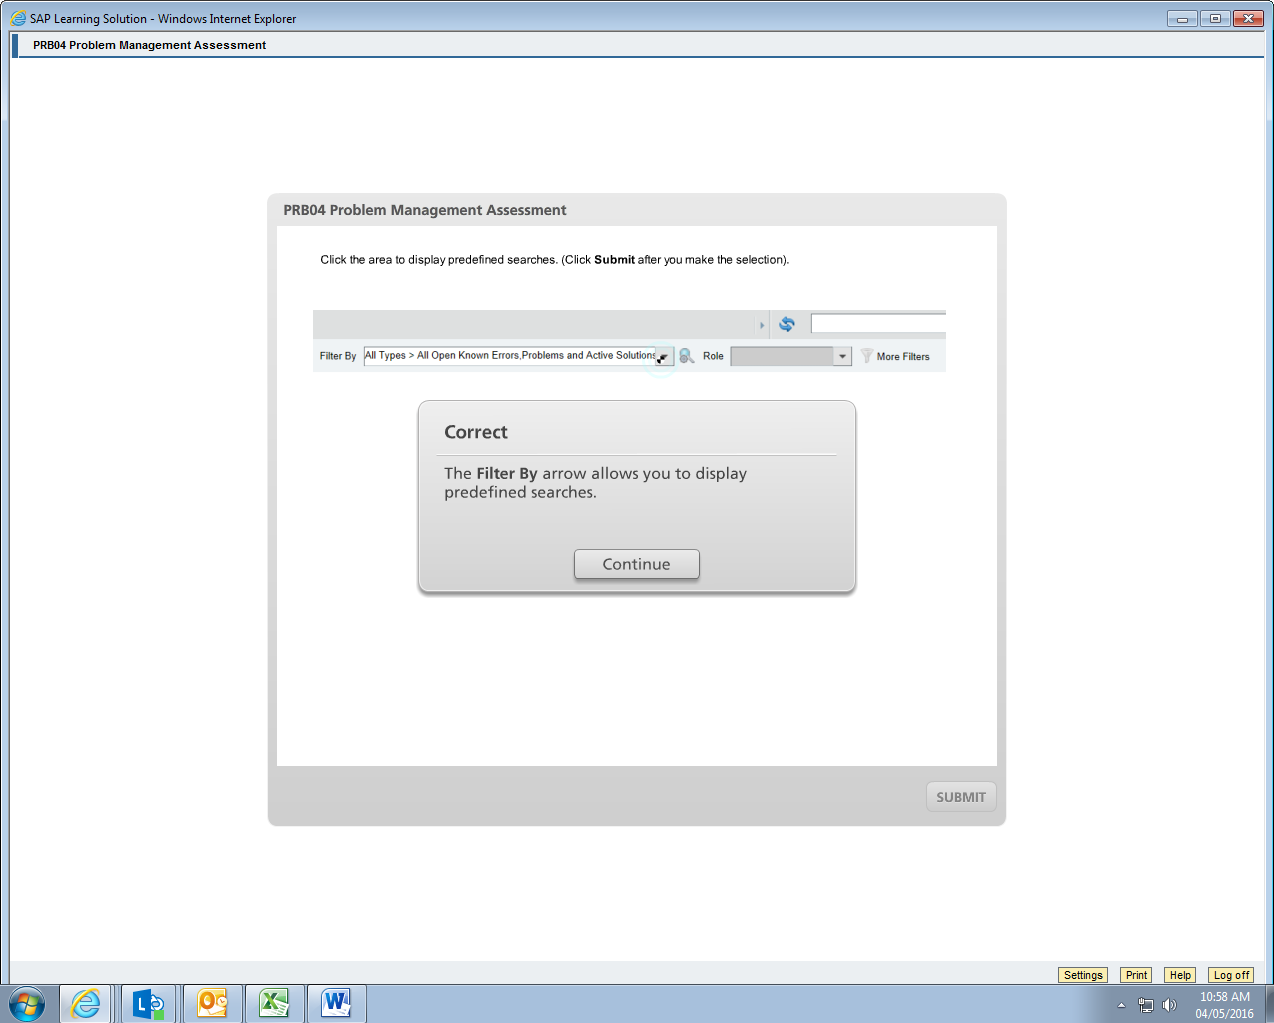 SAP Learning Solution - Windows Internet Explorer
PRB04 Problem Management Assessment
PRB04 Problem Management Assessment
Click the area to display predefined searches. (Click Submit after you make the selection).
Filter By All Types > All Open Known Errors,Problems and Active Solutions Role More Filters
Correct
The Filter By arrow allows you to display
predefined searches.
Continue
SUBMIT
Settings Print Help Log off
10:58 AM
04/05/2016